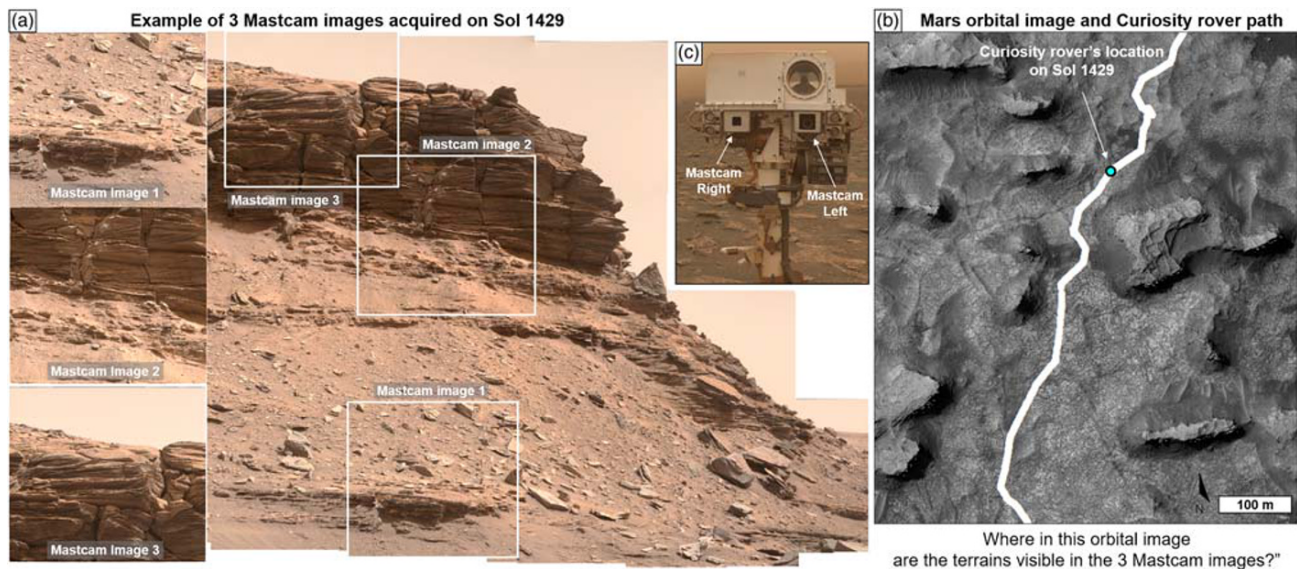 (a) Example of 3 Mastcam images acquired on Sol 1429
Mastcam Image 1
Mastcam Image 2
Mastcam Image 3
Mastcam image 2
Mastcam image 3
Mastcam image 1
(c)
Mastcam
Right
Mastcam
Left
(b) Mars orbital image and Curiosity rover path
Curiosity rover's location
on Sol 1429
N
100 m
Where in this orbital image
are the terrains visible in the 3 Mastcam images?"